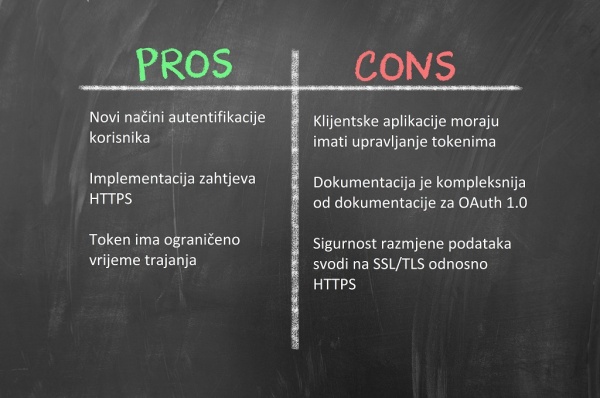 PROS
CONS
Novi načini autentifikacije
korisnika
Implementacija zahtjeva
HTTPS
Token ima ograničeno
vrijeme trajanja
Klijentske aplikacije moraju
imati upravljanje tokenima
Dokumentacija je kompleksnija
od dokumentacije za OAuth 1.0
Sigurnost razmjene podataka
svodi na SSL/TLS odnosno
HTTPS